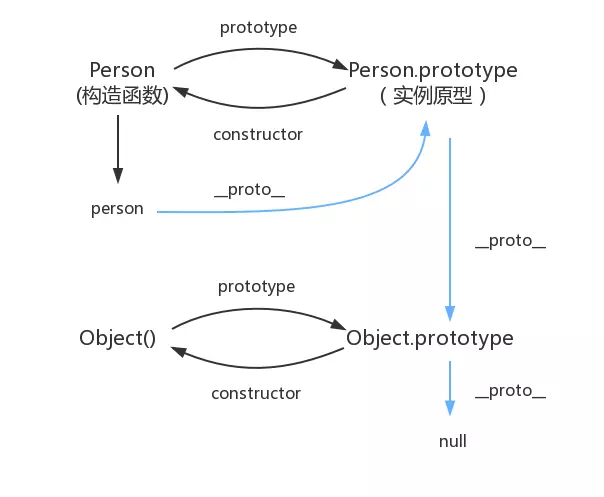 prototype
Person
(构造函数)
Person.prototype
（ 实例原型 ）
constructor
__proto__
person
__proto__
prototype
Object()
Object.prototype
constructor
__proto__
null